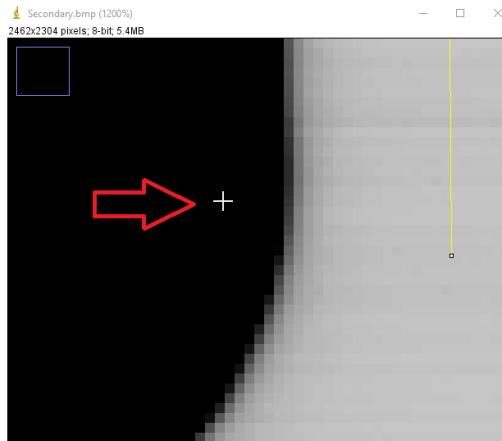 Secondary.bmp (1200%)
2462x2304 pixels; 8-bit; 5.4MB